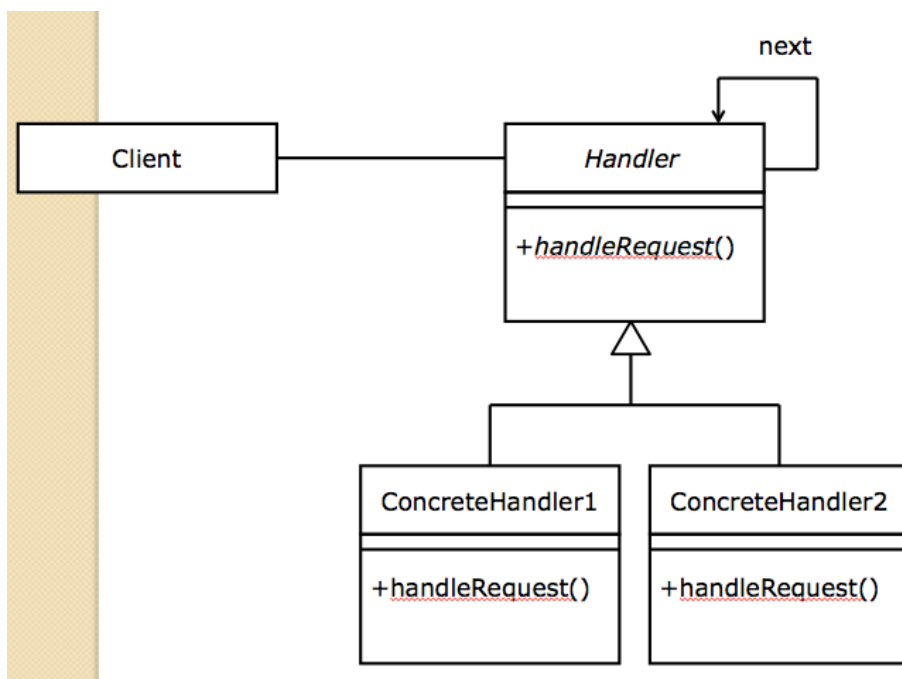 next
Client
Handler
+handleRequest()
ConcreteHandler1
ConcreteHandler2
+handleRequest()
+handleRequest()